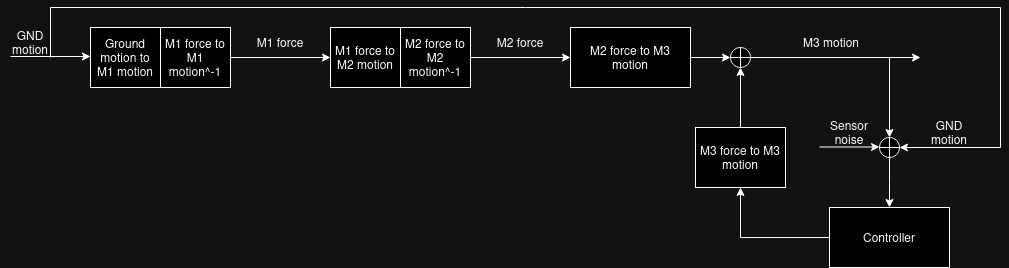 GND
motion
Ground
motion to
M1 motion
M1 force to
M1
motion^-1
M1 force
M1 force to
M2 motion
M2 force to
M2
motion^-1
M2 force
M2 force to M3
motion
M3 motion
Sensor
noise
GND
motion
M3 force to M3
motion
Controller